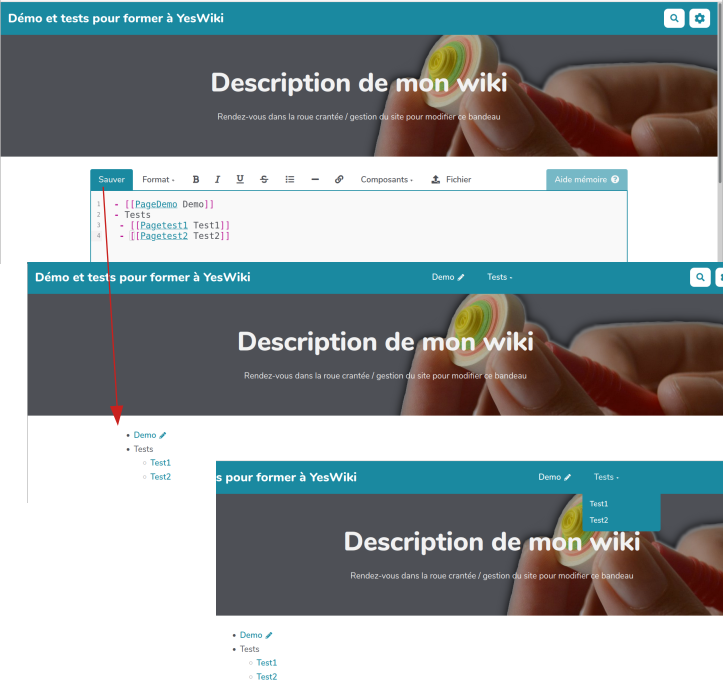 Démo et tests pour former à YesWiki
Description de mon wiki
Rendez-vous dans la roue crantée / gestion du site pour modifier ce bandeau
Sauver Format B I U S Composants Fichier Aide mémoire ?
1 - [[PageDemo Demo]]
2 - Tests
3 - [[Pagetest1 Test1]]
4 - [[Pagetest2 Test2]]
Démo et tests pour former à YesWiki Demo Tests
Description de mon wiki
Rendez-vous dans la roue crantée / gestion du site pour modifier ce bandeau
• Demo
• Tests
○ Test1
○ Test2
s pour former à YesWiki Demo Tests
Test1
Test2
Description de mon wiki
Rendez-vous dans la roue crantée / gestion du site pour modifier ce bandeau
• Demo
• Tests
○ Test1
○ Test2